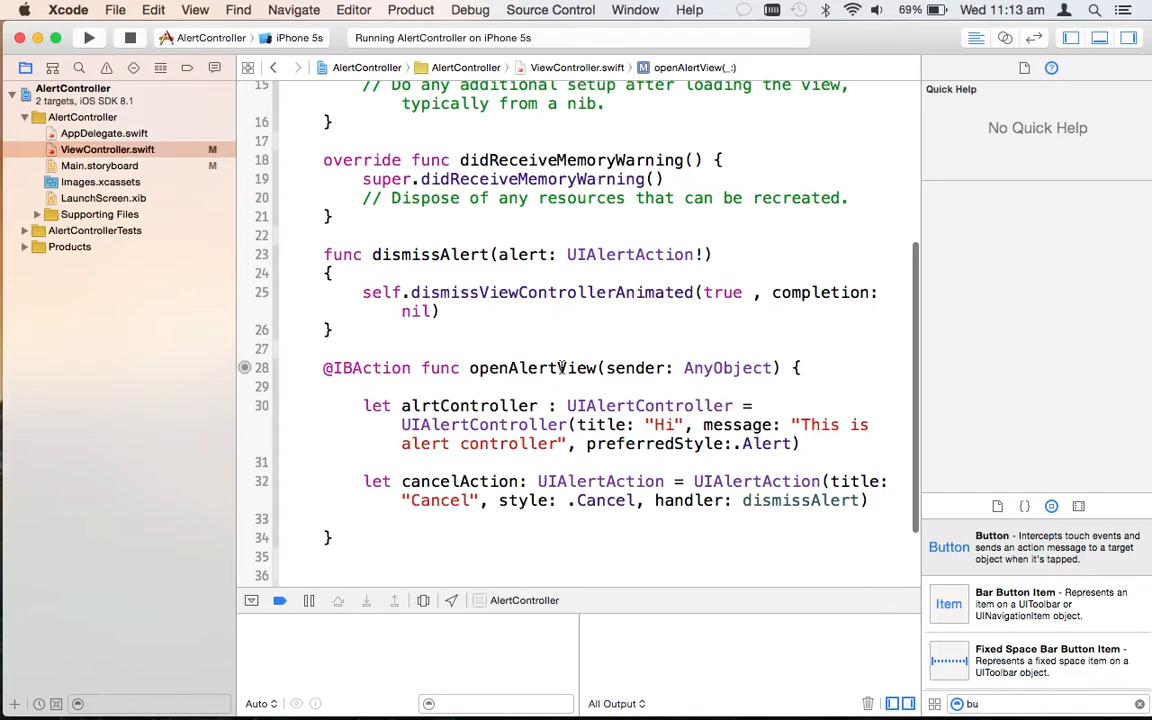 Xcode File Edit View Find Navigate Editor Product Debug Source Control Window Help 69% Wed 11:13 am
AlertController iPhone 5s Running AlertController on iPhone 5s
AlertController AlertController ViewController.swift M openAlertView(_:)
AlertController
2 targets, iOS SDK 8.1
AlertController
AppDelegate.swift
ViewController.swift M
Main.storyboard M
Images.xcassets
LaunchScreen.xib
Supporting Files
AlertControllerTests
Products
15 // Do any additional setup after loading the view,
typically from a nib.
16 }
17
18 override func didReceiveMemoryWarning() {
19 super.didReceiveMemoryWarning()
20 // Dispose of any resources that can be recreated.
21 }
22
23 func dismissAlert(alert: UIAlertAction!)
24 {
25 self.dismissViewControllerAnimated(true , completion:
nil)
26 }
27
28 @IBAction func openAlertView(sender: AnyObject) {
29
30 let alrtController : UIAlertController =
UIAlertController(title: "Hi", message: "This is
alert controller", preferredStyle:.Alert)
31
32 let cancelAction: UIAlertAction = UIAlertAction(title:
"Cancel", style: .Cancel, handler: dismissAlert)
33
34 }
35
36
AlertController
Auto
All Output
Quick Help
No Quick Help
Button
Button - Intercepts touch events and
sends an action message to a target
object when it's tapped.
Item
Bar Button Item - Represents an
item on a UIToolbar or
UINavigationItem object.
Fixed Space Bar Button Item -
Represents a fixed space item on a
UIToolbar object.
bu